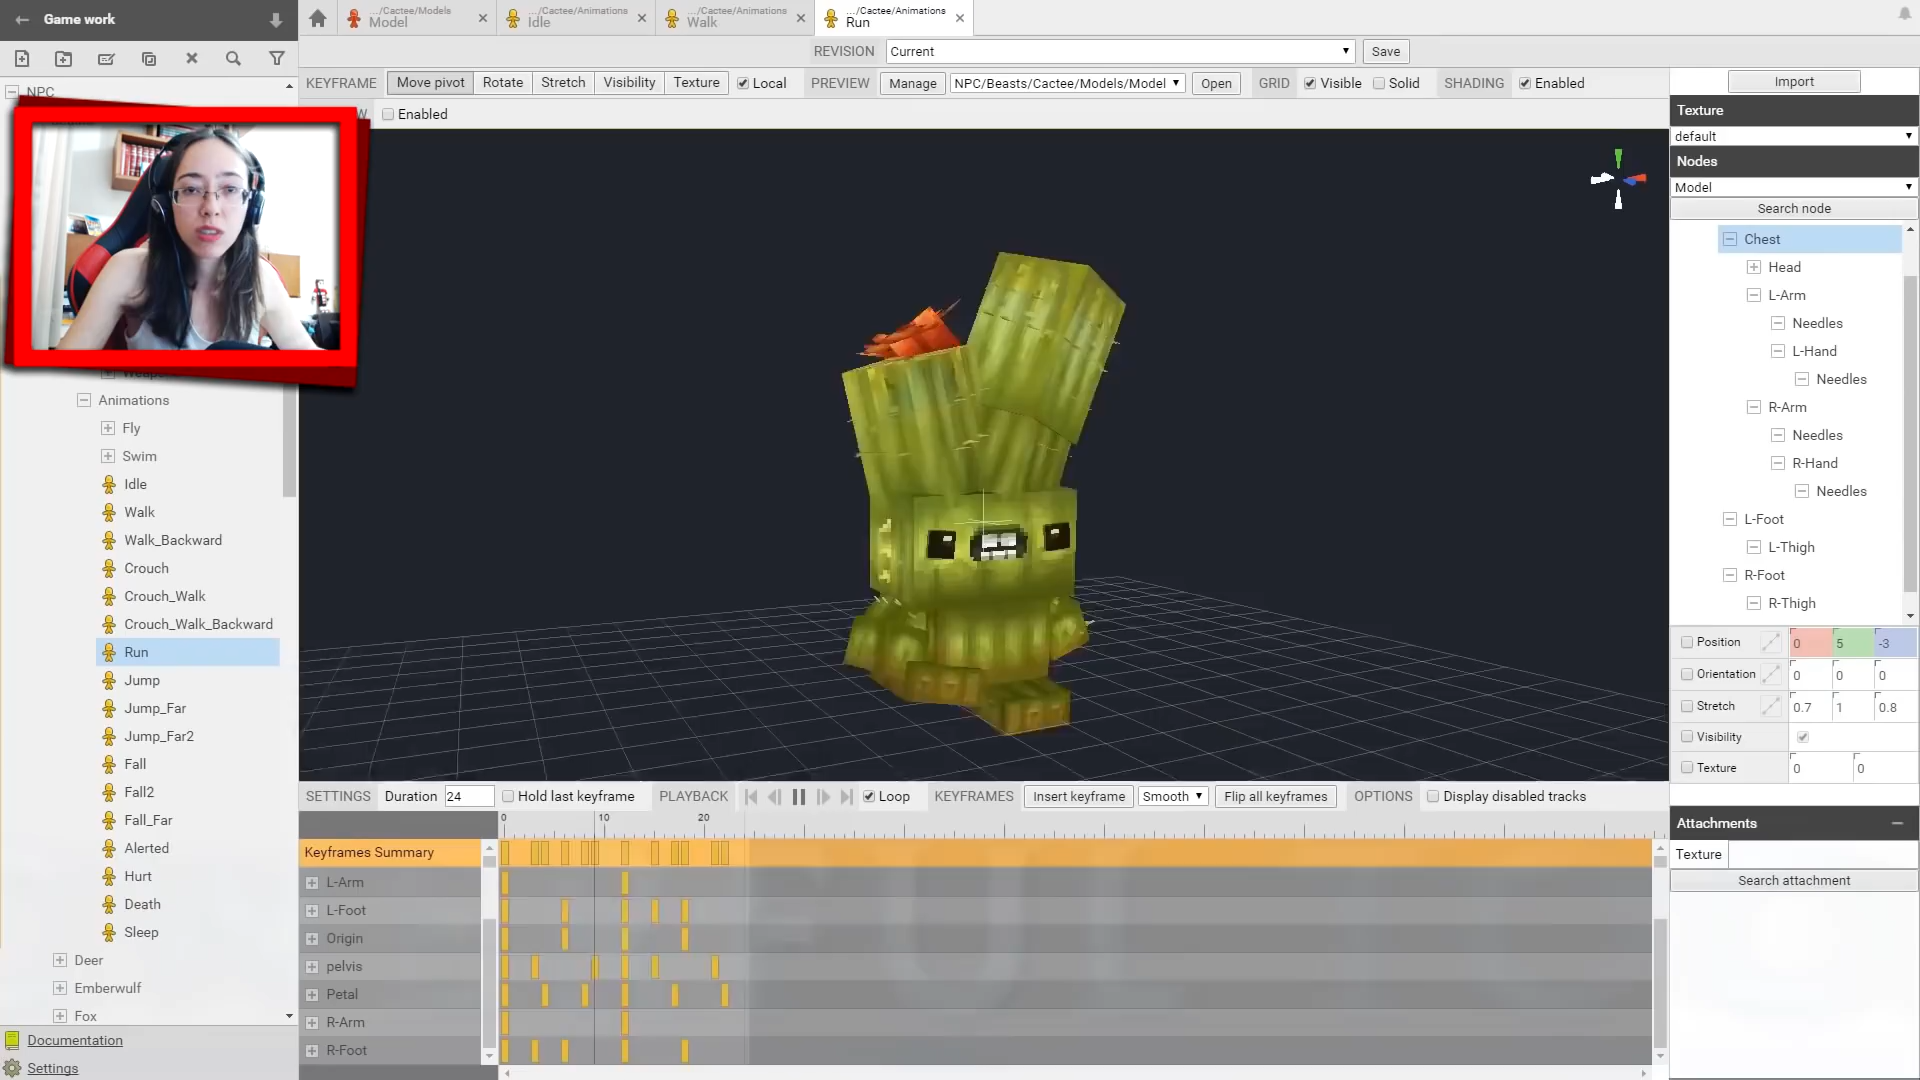 Game work
.../Cactee/Models
Model
.../Cactee/Animations
Idle
.../Cactee/Animations
Walk
.../Cactee/Animations
Run
REVISION Current Save
KEYFRAME Move pivot Rotate Stretch Visibility Texture Local PREVIEW Manage NPC/Beasts/Cactee/Models/Model Open GRID Visible Solid SHADING Enabled
Enabled
NPC
Animations
Fly
Swim
Idle
Walk
Walk_Backward
Crouch
Crouch_Walk
Crouch_Walk_Backward
Run
Jump
Jump_Far
Jump_Far2
Fall
Fall2
Fall_Far
Alerted
Hurt
Death
Sleep
Deer
Emberwulf
Fox
Documentation
Settings
Import
Texture
default
Nodes
Model
Search node
Chest
Head
L-Arm
Needles
L-Hand
Needles
R-Arm
Needles
R-Hand
Needles
L-Foot
L-Thigh
R-Foot
R-Thigh
Position 0 5 -3
Orientation 0 0 0
Stretch 0.7 1 0.8
Visibility
Texture 0 0
Attachments
Texture
Search attachment
SETTINGS Duration 24 Hold last keyframe PLAYBACK Loop KEYFRAMES Insert keyframe Smooth Flip all keyframes OPTIONS Display disabled tracks
0 10 20
Keyframes Summary
L-Arm
L-Foot
Origin
pelvis
Petal
R-Arm
R-Foot